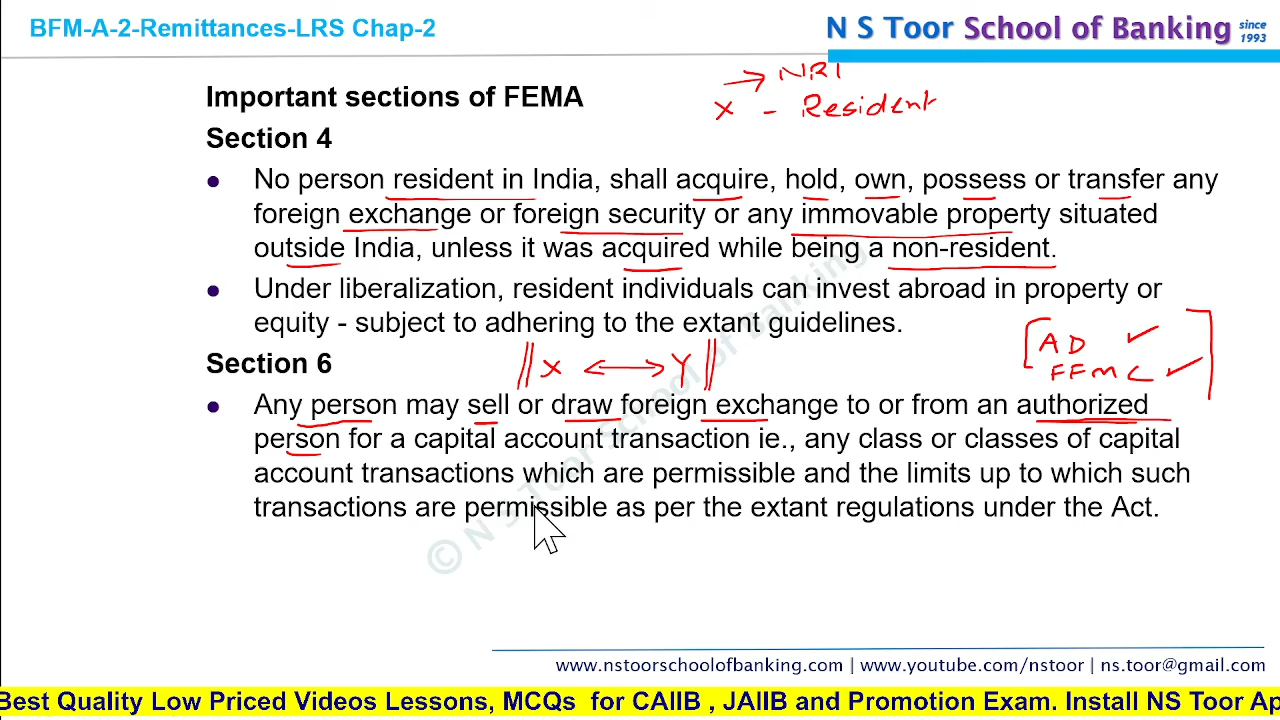 BFM-A-2-Remittances-LRS Chap-2
N S Toor School of Banking since 1993
→ NRI
Important sections of FEMA
x - Resident
Section 4
No person resident in India, shall acquire, hold, own, possess or transfer any
foreign exchange or foreign security or any immovable property situated
outside India, unless it was acquired while being a non-resident.
Under liberalization, resident individuals can invest abroad in property or
equity - subject to adhering to the extant guidelines.
AD ✓
FFMC ✓
Section 6
X ↔ Y
Any person may sell or draw foreign exchange to or from an authorized
person for a capital account transaction ie., any class or classes of capital
account transactions which are permissible and the limits up to which such
transactions are permissible as per the extant regulations under the Act.
© N S Toor School of Banking
www.nstoorschoolofbanking.com | www.youtube.com/nstoor | ns.toor@gmail.com
Best Quality Low Priced Videos Lessons, MCQs for CAIIB , JAIIB and Promotion Exam. Install NS Toor Ap